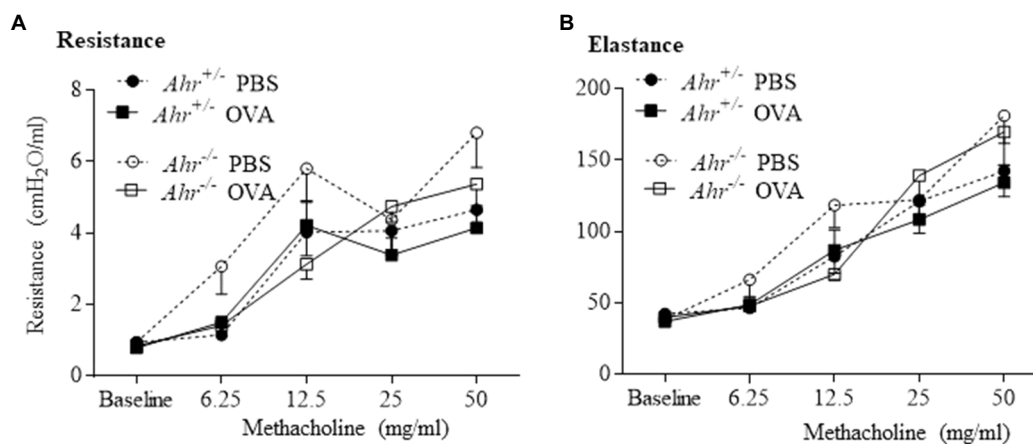 A
Resistance
Ahr+/- PBS
Ahr+/- OVA
Ahr-/- PBS
Ahr-/- OVA
Resistance (cmH2O/ml)
8
6
4
2
0
Baseline 6.25 12.5 25 50
Methacholine (mg/ml)
B
Elastance
Ahr+/- PBS
Ahr+/- OVA
Ahr-/- PBS
Ahr-/- OVA
200
150
100
50
0
Baseline 6.25 12.5 25 50
Methacholine (mg/ml)